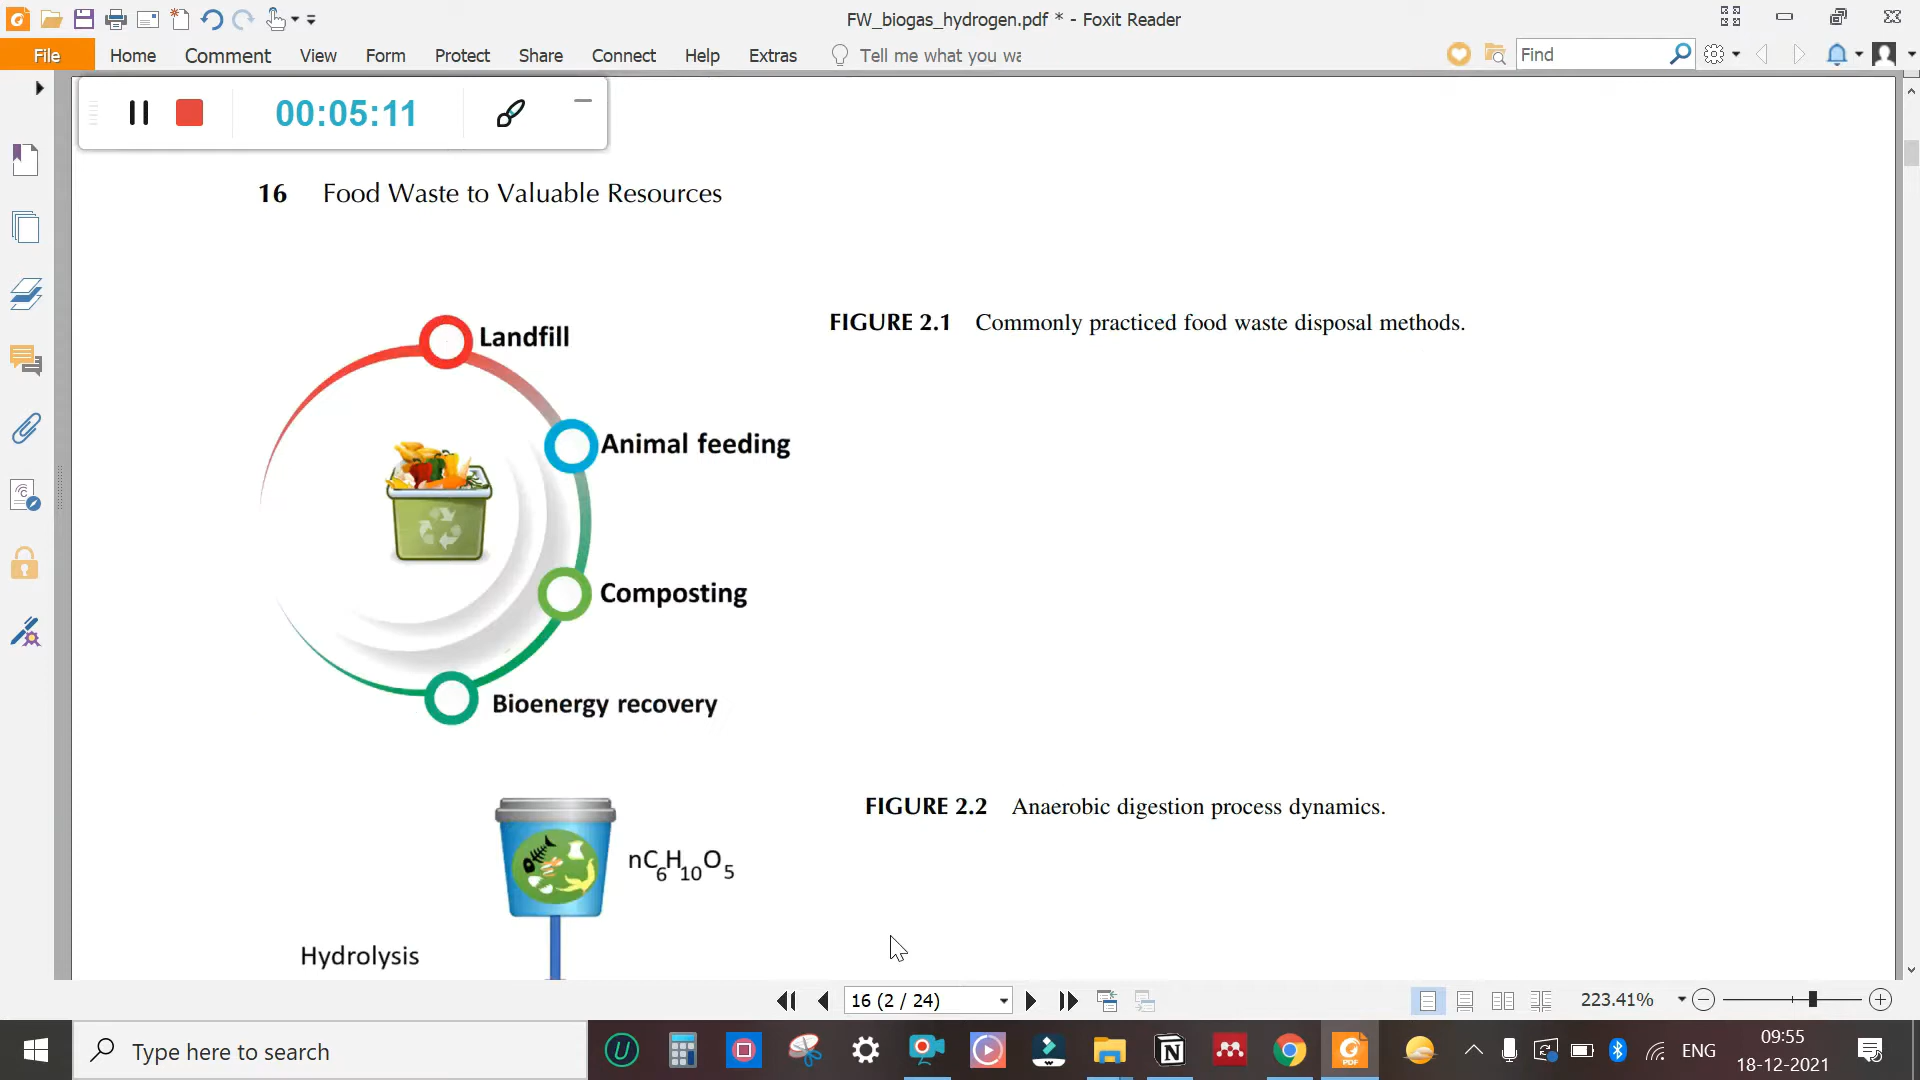 FW_biogas_hydrogen.pdf * - Foxit Reader
File Home Comment View Form Protect Share Connect Help Extras Tell me what you wa Find
00:05:11
16 Food Waste to Valuable Resources
FIGURE 2.1 Commonly practiced food waste disposal methods.
Landfill
Animal feeding
Composting
Bioenergy recovery
FIGURE 2.2 Anaerobic digestion process dynamics.
nC6H10O5
Hydrolysis
16 (2 / 24)
223.41%
Type here to search
ENG
09:55
18-12-2021